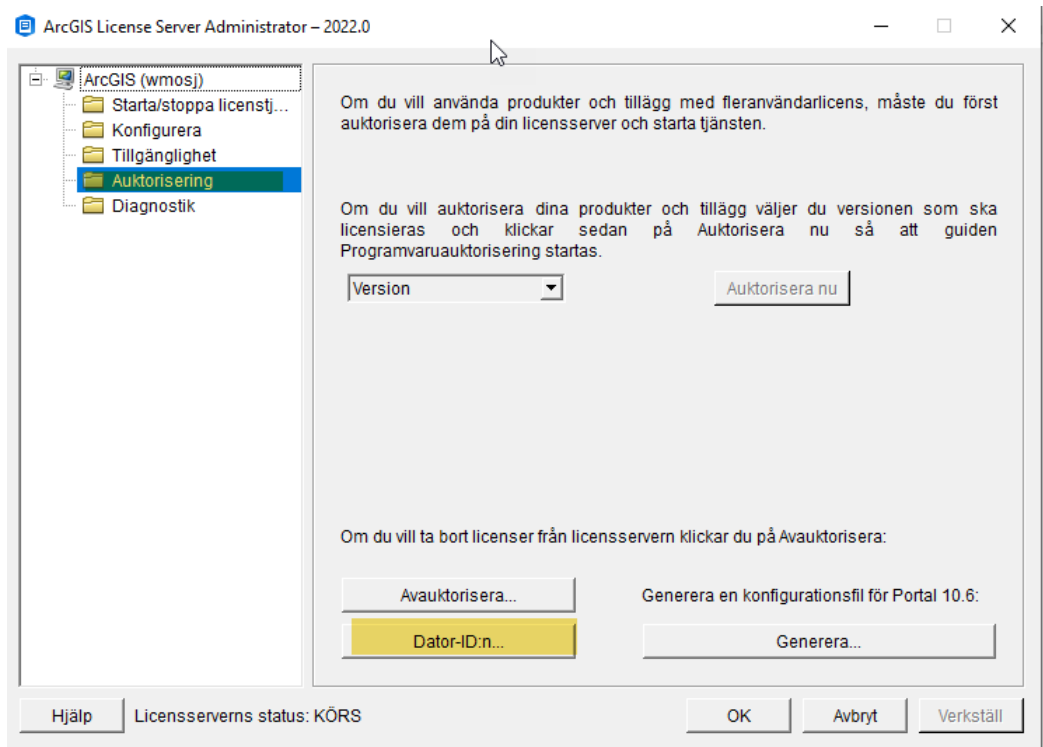 ArcGIS License Server Administrator – 2022.0
ArcGIS (wmosj)
Starta/stoppa licenstj...
Konfigurera
Tillgänglighet
Auktorisering
Diagnostik
Om du vill använda produkter och tillägg med fleranvändarlicens, måste du först
auktorisera dem på din licensserver och starta tjänsten.
Om du vill auktorisera dina produkter och tillägg väljer du versionen som ska
licensieras och klickar sedan på Auktorisera nu så att guiden
Programvaruauktorisering startas.
Version
Auktorisera nu
Om du vill ta bort licenser från licensservern klickar du på Avauktorisera:
Avauktorisera...
Generera en konfigurationsfil för Portal 10.6:
Dator-ID:n...
Generera...
Hjälp
Licensserverns status: KÖRS
OK
Avbryt
Verkställ